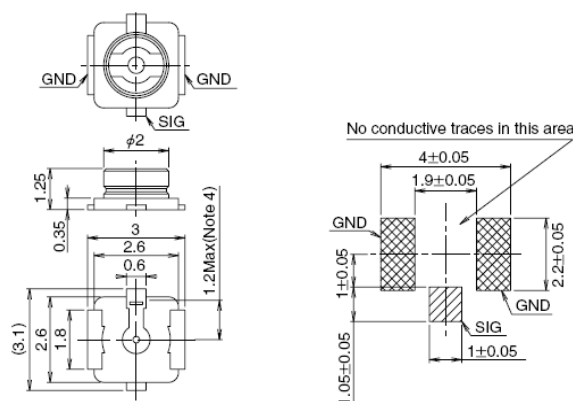 GND
GND
SIG
ϕ2
1.25
0.35
3
2.6
0.6
1.2Max(Note 4)
(3.1)
2.6
1.8
No conductive traces in this area
4±0.05
1.9±0.05
GND
2.2±0.05
1±0.05
GND
SIG
1±0.05
1.05±0.05